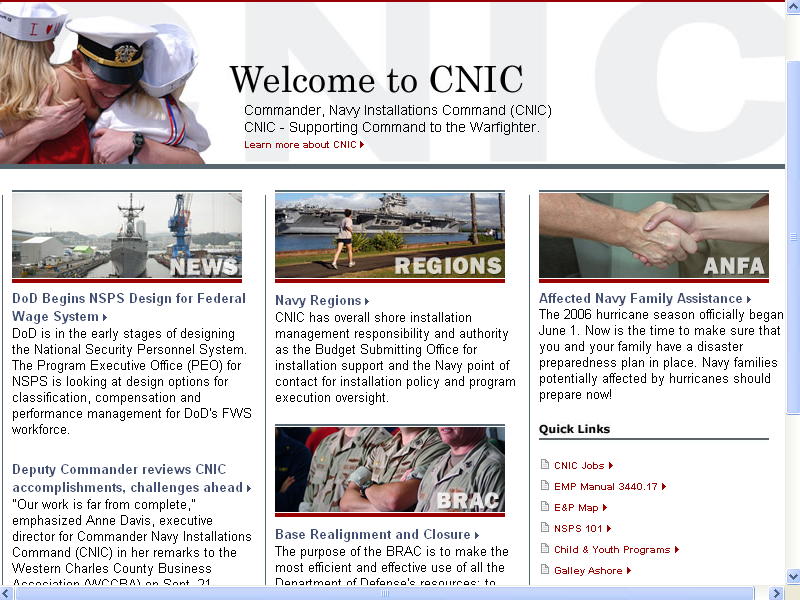 I ♥
CNIC
Welcome to CNIC
Commander, Navy Installations Command (CNIC)
CNIC - Supporting Command to the Warfighter.
Learn more about CNIC
NEWS
DoD Begins NSPS Design for Federal
Wage System
DoD is in the early stages of designing
the National Security Personnel System.
The Program Executive Office (PEO) for
NSPS is looking at design options for
classification, compensation and
performance management for DoD's FWS
workforce.
Deputy Commander reviews CNIC
accomplishments, challenges ahead
"Our work is far from complete,"
emphasized Anne Davis, executive
director for Commander Navy Installations
Command (CNIC) in her remarks to the
Western Charles County Business
Association (WCCBA) on Sept. 21
REGIONS
Navy Regions
CNIC has overall shore installation
management responsibility and authority
as the Budget Submitting Office for
installation support and the Navy point of
contact for installation policy and program
execution oversight.
BRAC
Base Realignment and Closure
The purpose of the BRAC is to make the
most efficient and effective use of all the
Department of Defense's resources; to
ANFA
Affected Navy Family Assistance
The 2006 hurricane season officially began
June 1. Now is the time to make sure that
you and your family have a disaster
preparedness plan in place. Navy families
potentially affected by hurricanes should
prepare now!
Quick Links
CNIC Jobs
EMP Manual 3440.17
E&P Map
NSPS 101
Child & Youth Programs
Galley Ashore